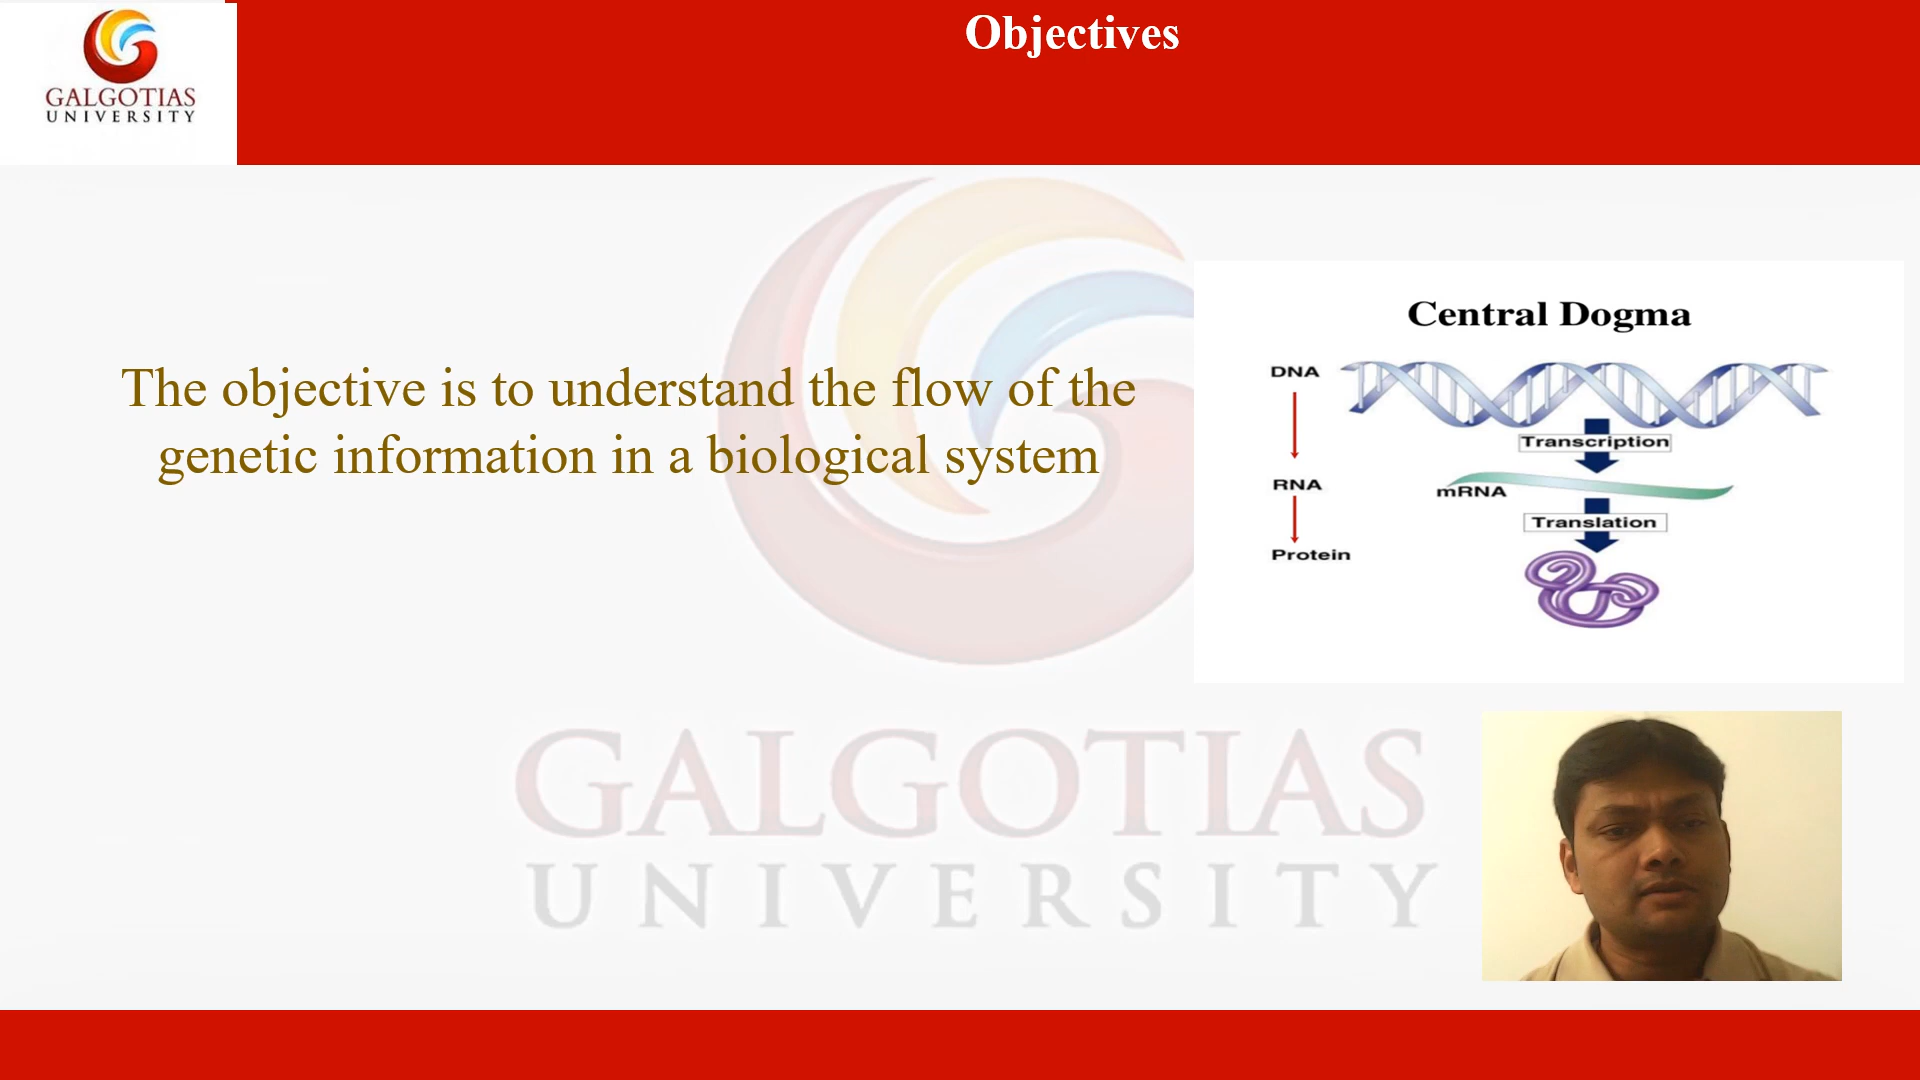 GALGOTIAS
UNIVERSITY
Objectives
The objective is to understand the flow of the
genetic information in a biological system
Central Dogma
DNA
Transcription
RNA
mRNA
Translation
Protein
GALGOTIAS
UNIVERSITY